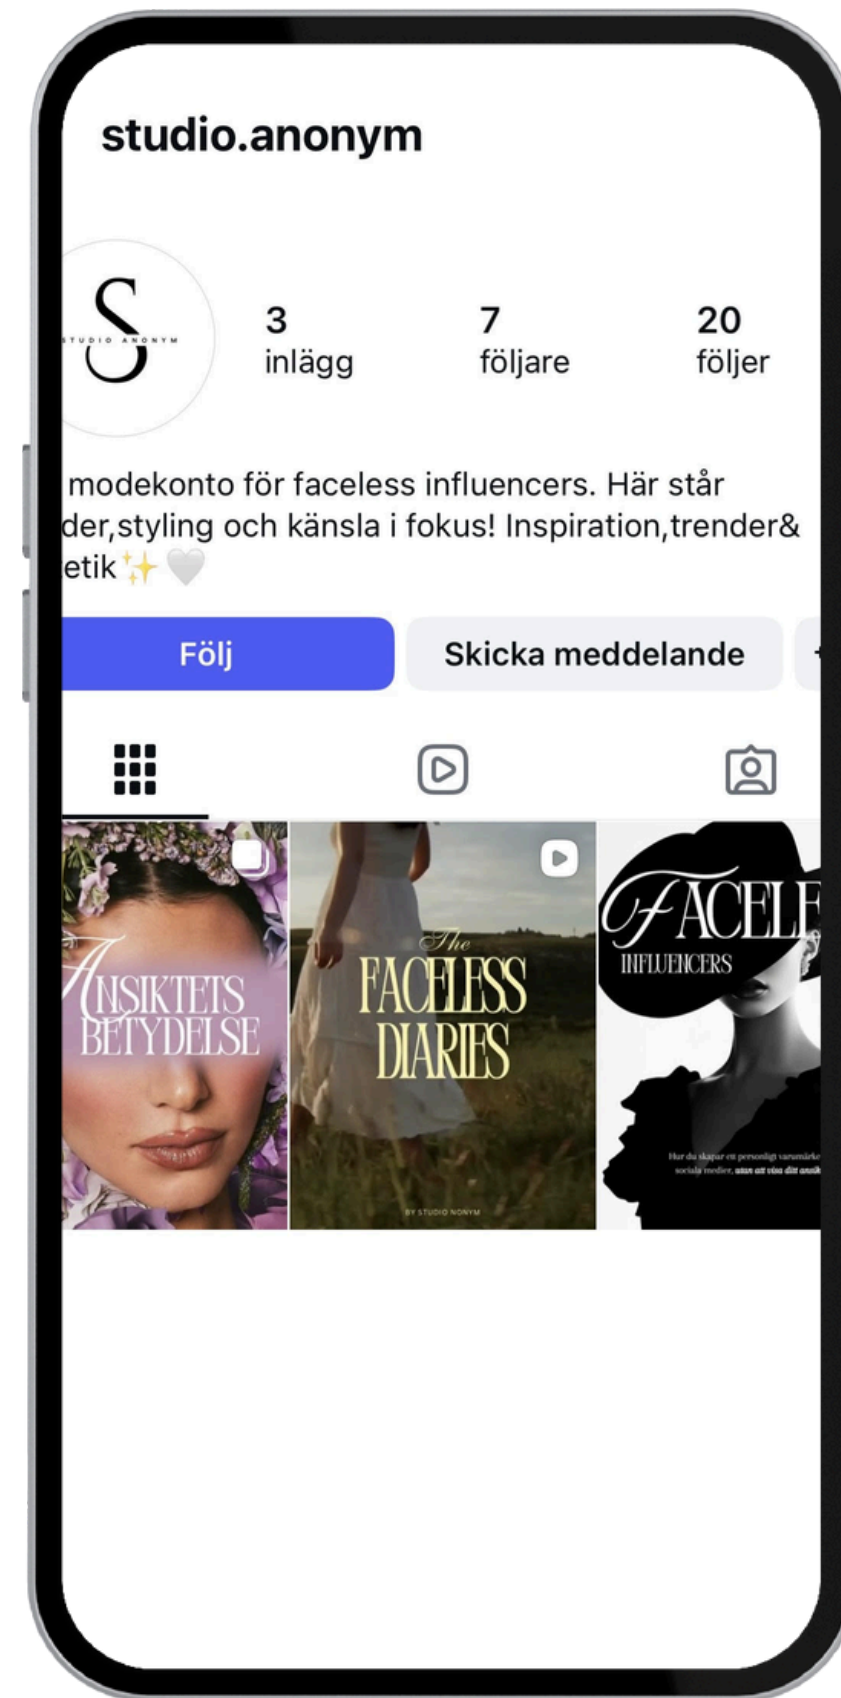 studio.anonym
S
STUDIO ANONYM
3
inlägg
7
följare
20
följer
modekonto för faceless influencers. Här står
der,styling och känsla i fokus! Inspiration,trender&
etik
Följ
Skicka meddelande
ANSIKTETS
BETYDELSE
The
FACELESS
DIARIES
BY STUDIO NONYM
FACELE
INFLUENCERS
Hur du skapar ett personligt varumärke
sociala medier, utan att visa ditt ansik